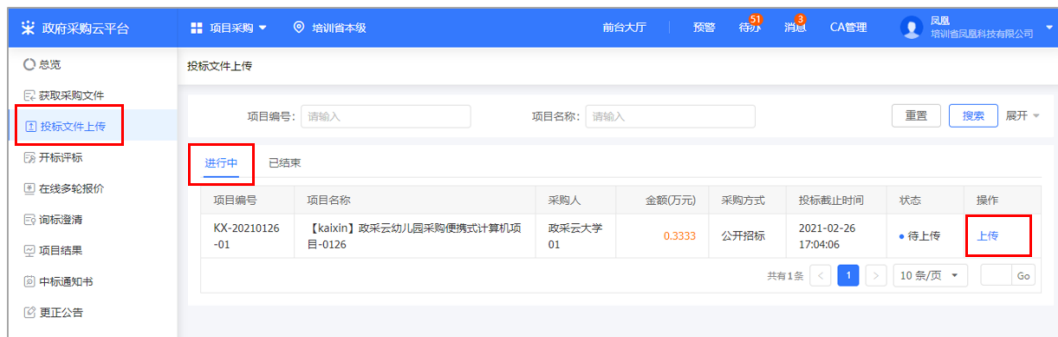 政府采购云平台 项目采购 培训省本级 前台大厅 预警 待办 51 消息 3 CA管理 凤凰
培训省凤凰科技有限公司
总览
获取采购文件
投标文件上传
开标评标
在线多轮报价
询标澄清
项目结果
中标通知书
更正公告
投标文件上传
项目编号: 请输入 项目名称: 请输入 重置 搜索 展开
进行中 已结束
项目编号 项目名称 采购人 金额(万元) 采购方式 投标截止时间 状态 操作
KX-20210126 【kaixin】政采云幼儿园采购便携式计算机项 政采云大学 0.3333 公开招标 2021-02-26 待上传 上传
-01 目-0126 01 17:04:06
共有1条 < 1 > 10 条/页 Go